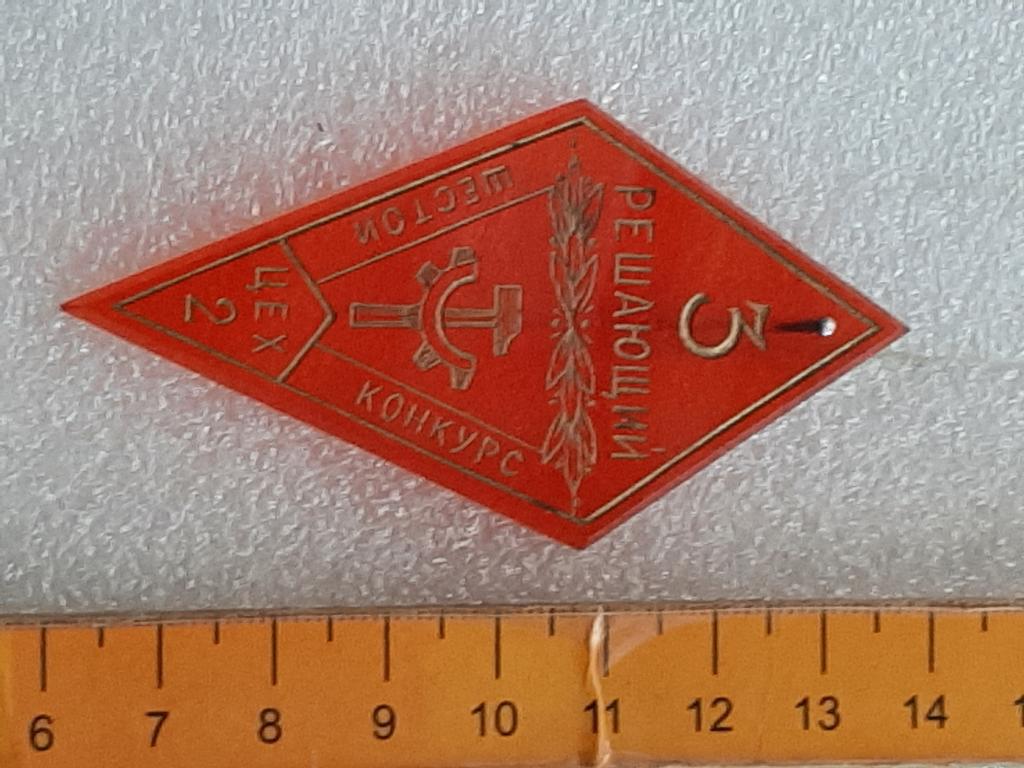 3
РЕШАЮЩИЙ
ШЕСТОЙ
КОНКУРС
ЦЕХ
2
6 7 8 9 10 11 12 13 14